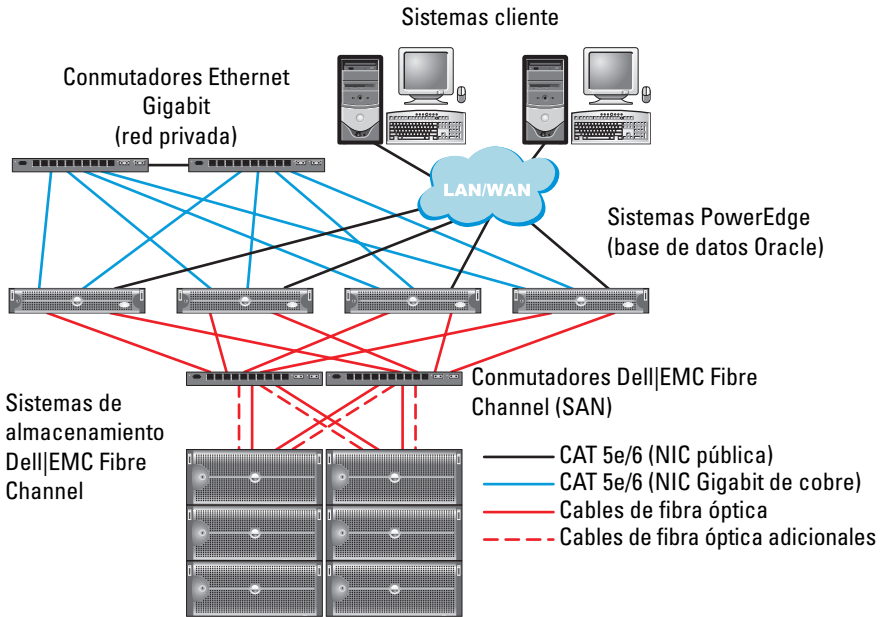 Sistemas cliente
Conmutadores Ethernet
Gigabit
(red privada)
LAN/WAN
Sistemas PowerEdge
(base de datos Oracle)
Conmutadores Dell|EMC Fibre
Channel (SAN)
Sistemas de
almacenamiento
Dell|EMC Fibre
Channel
CAT 5e/6 (NIC pública)
CAT 5e/6 (NIC Gigabit de cobre)
Cables de fibra óptica
Cables de fibra óptica adicionales